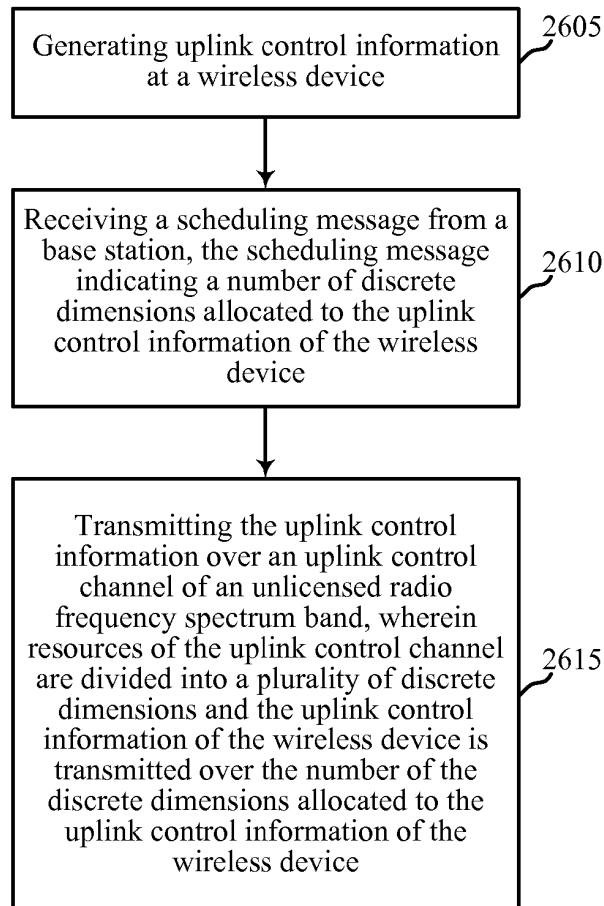 Generating uplink control information
at a wireless device
2605
Receiving a scheduling message from a
base station, the scheduling message
indicating a number of discrete
dimensions allocated to the uplink
control information of the wireless
device
2610
Transmitting the uplink control
information over an uplink control
channel of an unlicensed radio
frequency spectrum band, wherein
resources of the uplink control channel
are divided into a plurality of discrete
dimensions and the uplink control
information of the wireless device is
transmitted over the number of the
discrete dimensions allocated to the
uplink control information of the
wireless device
2615